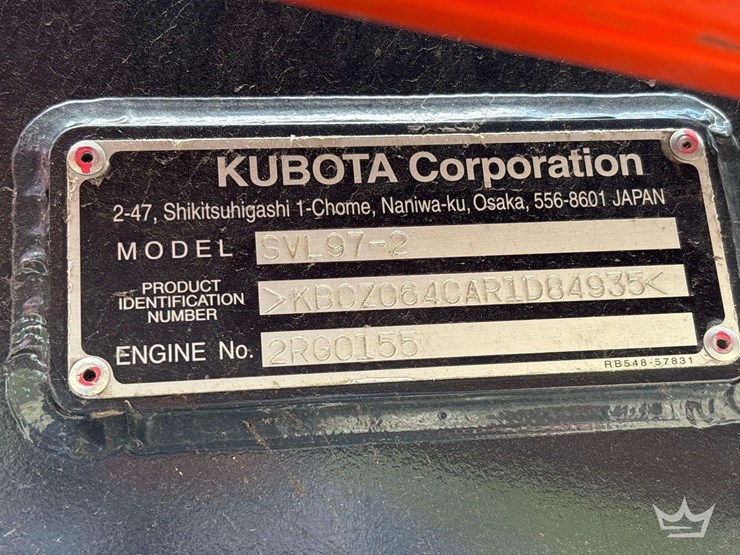 KUBOTA Corporation
2-47, Shikitsuhigashi 1-Chome, Naniwa-ku, Osaka, 556-8601 JAPAN
MODEL SVL97-2
PRODUCT
IDENTIFICATION
NUMBER >KBCZ064CAR1D84935<
ENGINE No. 2RG0155
RB548-57831